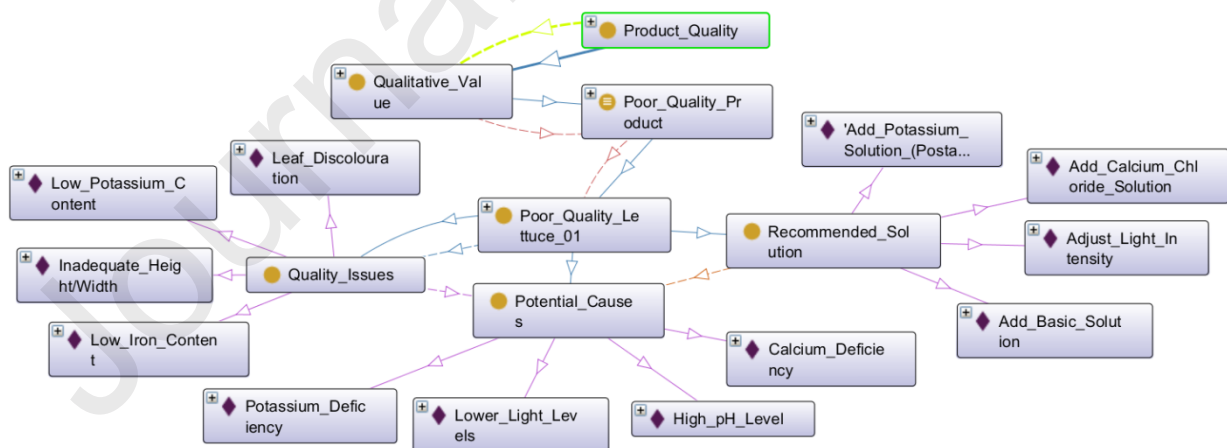 Product_Quality
Qualitative_Val
ue
Poor_Quality_Pr
oduct
'Add_Potassium_
Solution_(Posta...
Leaf_Discoloura
tion
Low_Potassium_C
ontent
Add_Calcium_Chl
oride_Solution
Poor_Quality_Le
ttuce_01
Recommended_Sol
ution
Adjust_Light_In
tensity
Inadequate_Heig
ht/Width
Quality_Issues
Potential_Cause
s
Add_Basic_Solut
ion
Low_Iron_Conten
t
Calcium_Deficie
ncy
Potassium_Defic
iency
Lower_Light_Lev
els
High_pH_Level
Journa